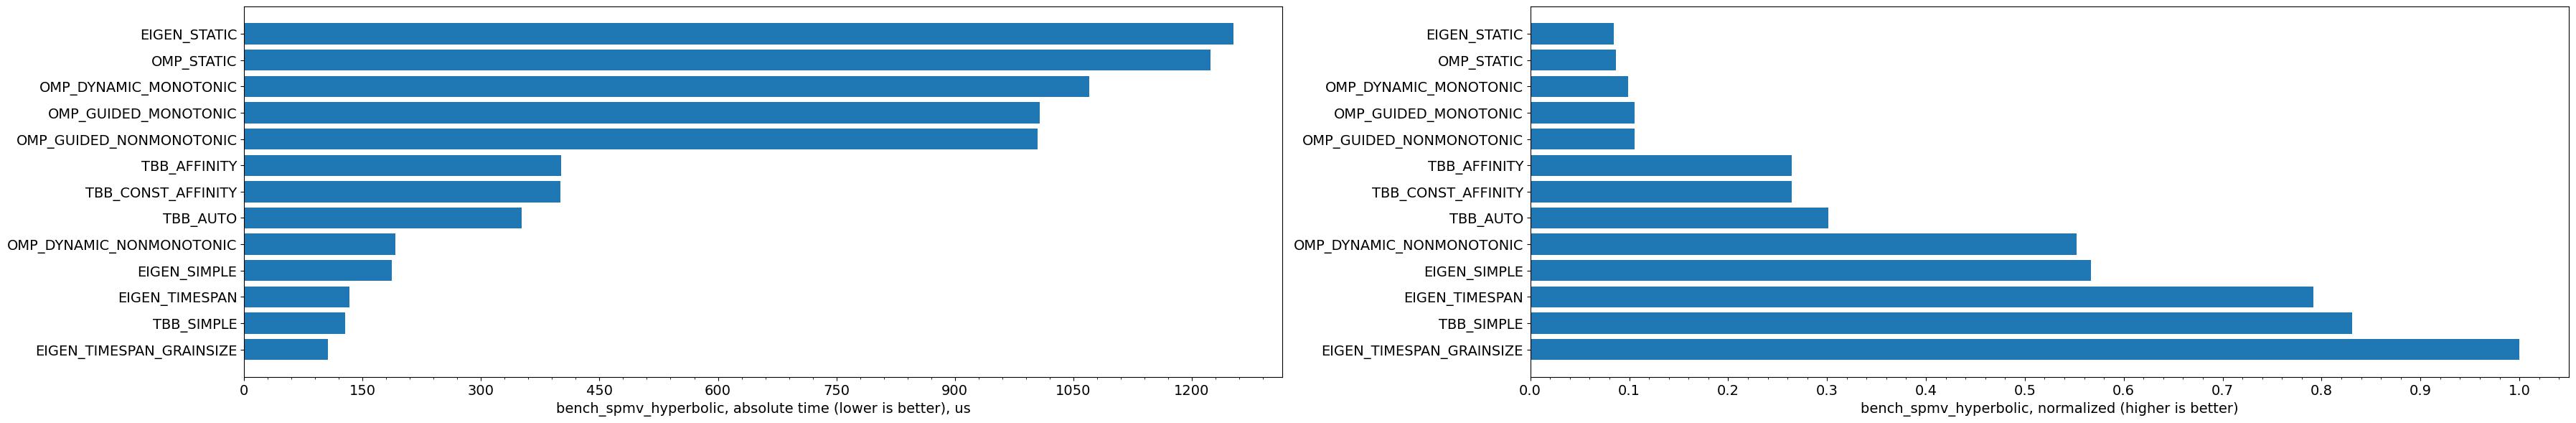 EIGEN_STATIC
OMP_STATIC
OMP_DYNAMIC_MONOTONIC
OMP_GUIDED_MONOTONIC
OMP_GUIDED_NONMONOTONIC
TBB_AFFINITY
TBB_CONST_AFFINITY
TBB_AUTO
OMP_DYNAMIC_NONMONOTONIC
EIGEN_SIMPLE
EIGEN_TIMESPAN
TBB_SIMPLE
EIGEN_TIMESPAN_GRAINSIZE
0 150 300 450 600 750 900 1050 1200
bench_spmv_hyperbolic, absolute time (lower is better), us
EIGEN_STATIC
OMP_STATIC
OMP_DYNAMIC_MONOTONIC
OMP_GUIDED_MONOTONIC
OMP_GUIDED_NONMONOTONIC
TBB_AFFINITY
TBB_CONST_AFFINITY
TBB_AUTO
OMP_DYNAMIC_NONMONOTONIC
EIGEN_SIMPLE
EIGEN_TIMESPAN
TBB_SIMPLE
EIGEN_TIMESPAN_GRAINSIZE
0.0 0.1 0.2 0.3 0.4 0.5 0.6 0.7 0.8 0.9 1.0
bench_spmv_hyperbolic, normalized (higher is better)